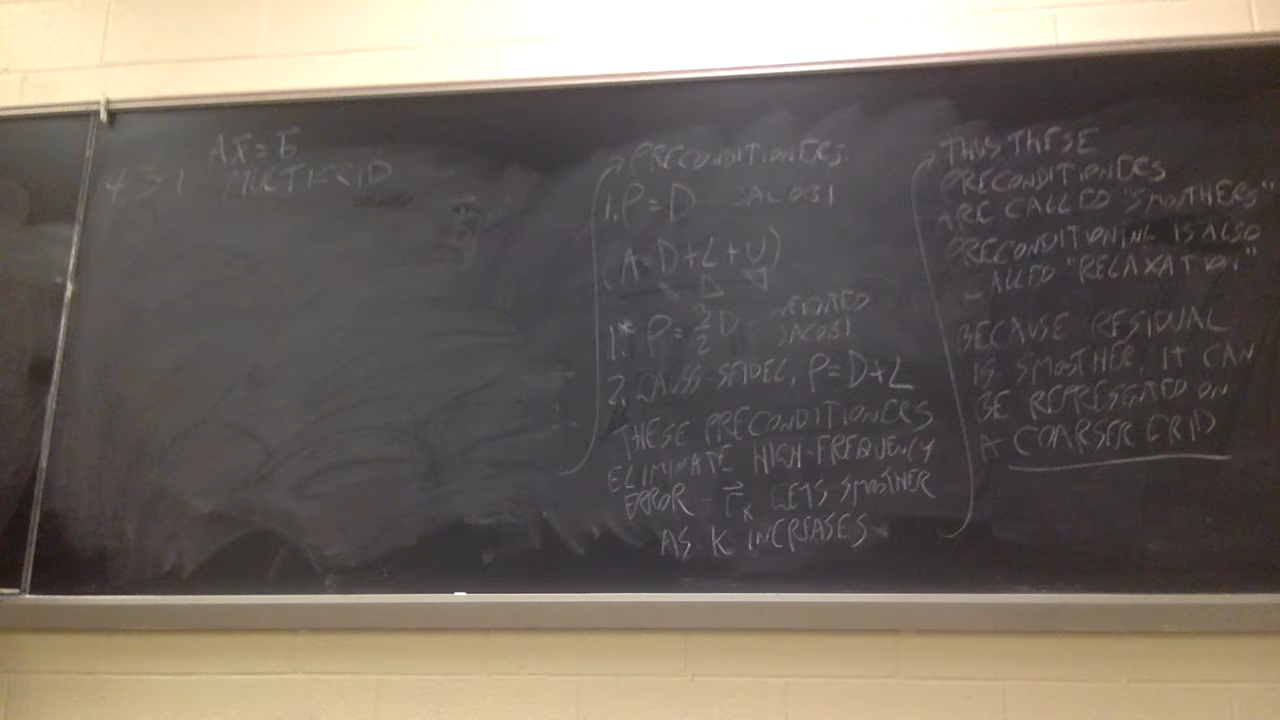 Ax̄=b̄
4-3-1 MULTIGRID
PRECONDITIONERS:
1. P=D JACOBI
(A=D+L+U)
1.* P=3/2 D WEIGHTED
JACOBI
2. GAUSS-SEIDEL, P=D+L
THESE PRECONDITIONERS
ELIMINATE HIGH-FREQUENCY
ERROR - r⃗_K GETS SMOOTHER
AS K INCREASES
THUS THESE
PRECONDITIONERS
ARE CALLED "SMOOTHERS"
PRECONDITIONING IS ALSO
CALLED "RELAXATION"
BECAUSE RESIDUAL
IS SMOOTHER, IT CAN
BE REPRESENTED ON
A COARSER GRID